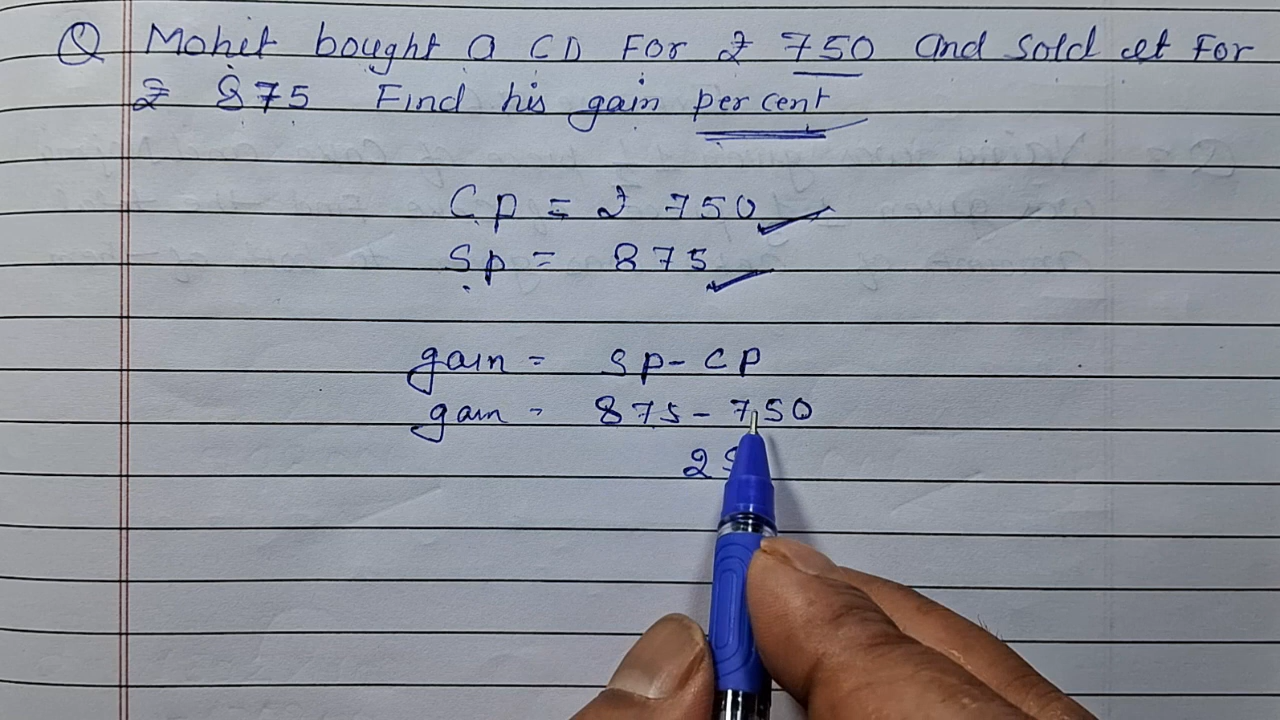 Q Mohit bought a CD For ₹ 750 and sold it For
₹ 875 Find his gain per cent
Cp = ₹ 750
Sp = 875
gain = Sp - CP
gain - 875 - 750
25